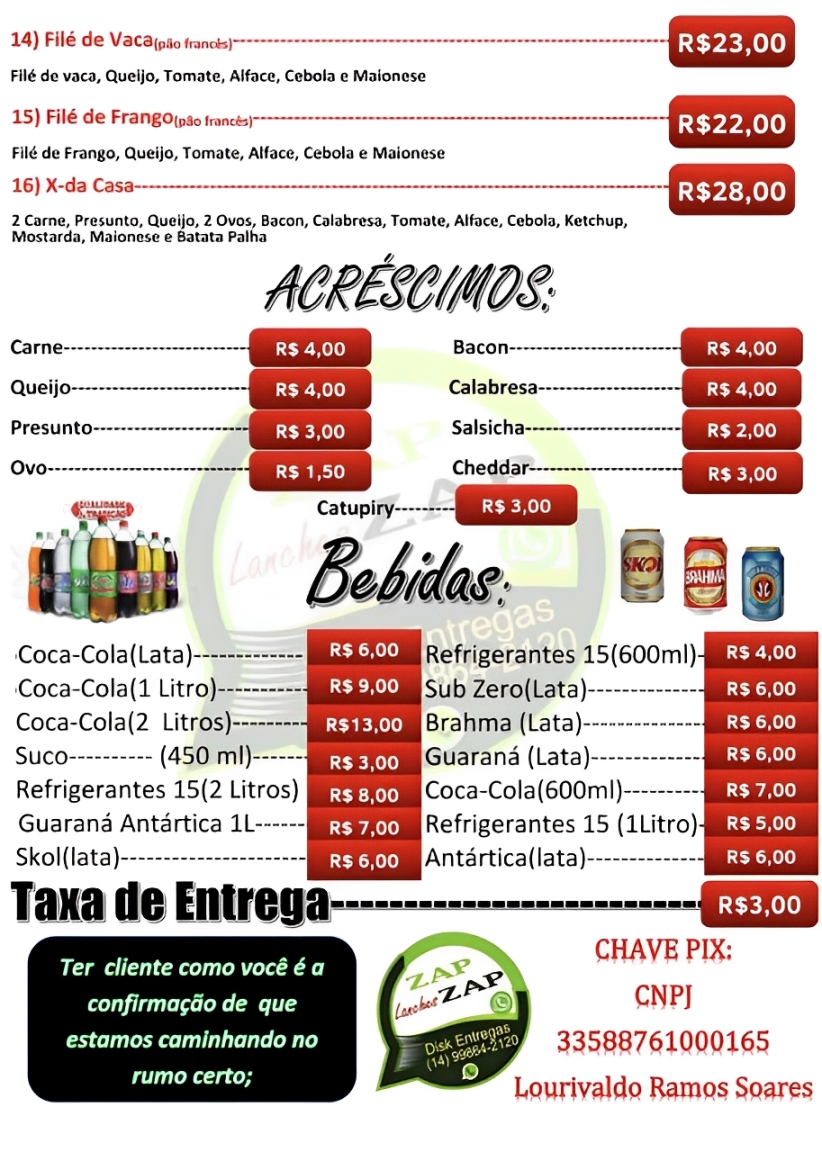 14) Filé de Vaca(pão francês) R$23,00
Filé de vaca, Queijo, Tomate, Alface, Cebola e Maionese
15) Filé de Frango(pão francês) R$22,00
Filé de Frango, Queijo, Tomate, Alface, Cebola e Maionese
16) X-da Casa R$28,00
2 Carne, Presunto, Queijo, 2 Ovos, Bacon, Calabresa, Tomate, Alface, Cebola, Ketchup,
Mostarda, Maionese e Batata Palha
ACRÉSCIMOS:
Carne R$ 4,00 Bacon R$ 4,00
Queijo R$ 4,00 Calabresa R$ 4,00
Presunto R$ 3,00 Salsicha R$ 2,00
Ovo R$ 1,50 Cheddar R$ 3,00
Catupiry R$ 3,00
ZAP
ZAP
Lanches
QUALIDADE
Bebidas:
SKOL
BRAHMA
Coca-Cola(Lata) R$ 6,00 Refrigerantes 15(600ml) R$ 4,00
Coca-Cola(1 Litro) R$ 9,00 Sub Zero(Lata) R$ 6,00
Coca-Cola(2 Litros) R$13,00 Brahma (Lata) R$ 6,00
Suco (450 ml) R$ 3,00 Guaraná (Lata) R$ 6,00
Refrigerantes 15(2 Litros) R$ 8,00 Coca-Cola(600ml) R$ 7,00
Guaraná Antártica 1L R$ 7,00 Refrigerantes 15 (1Litro) R$ 5,00
Skol(lata) R$ 6,00 Antártica(lata) R$ 6,00
Taxa de Entrega R$3,00
Ter cliente como você é a
confirmação de que
estamos caminhando no
rumo certo;
ZAP
Lanches ZAP
Disk Entregas
(14) 99864-2120
CHAVE PIX:
CNPJ
33588761000165
Lourivaldo Ramos Soares